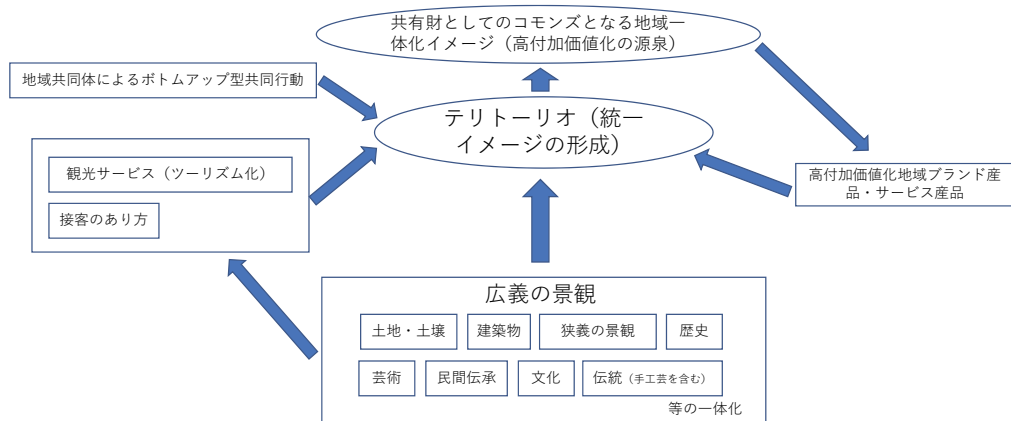 共有財としてのコモンズとなる地域一
体化イメージ（高付加価値化の源泉）
地域共同体によるボトムアップ型共同行動
テリトーリオ（統一
イメージの形成）
観光サービス（ツーリズム化）
接客のあり方
高付加価値化地域ブランド産
品・サービス産品
広義の景観
土地・土壌
建築物
狭義の景観
歴史
芸術
民間伝承
文化
伝統（手工芸を含む）
等の一体化